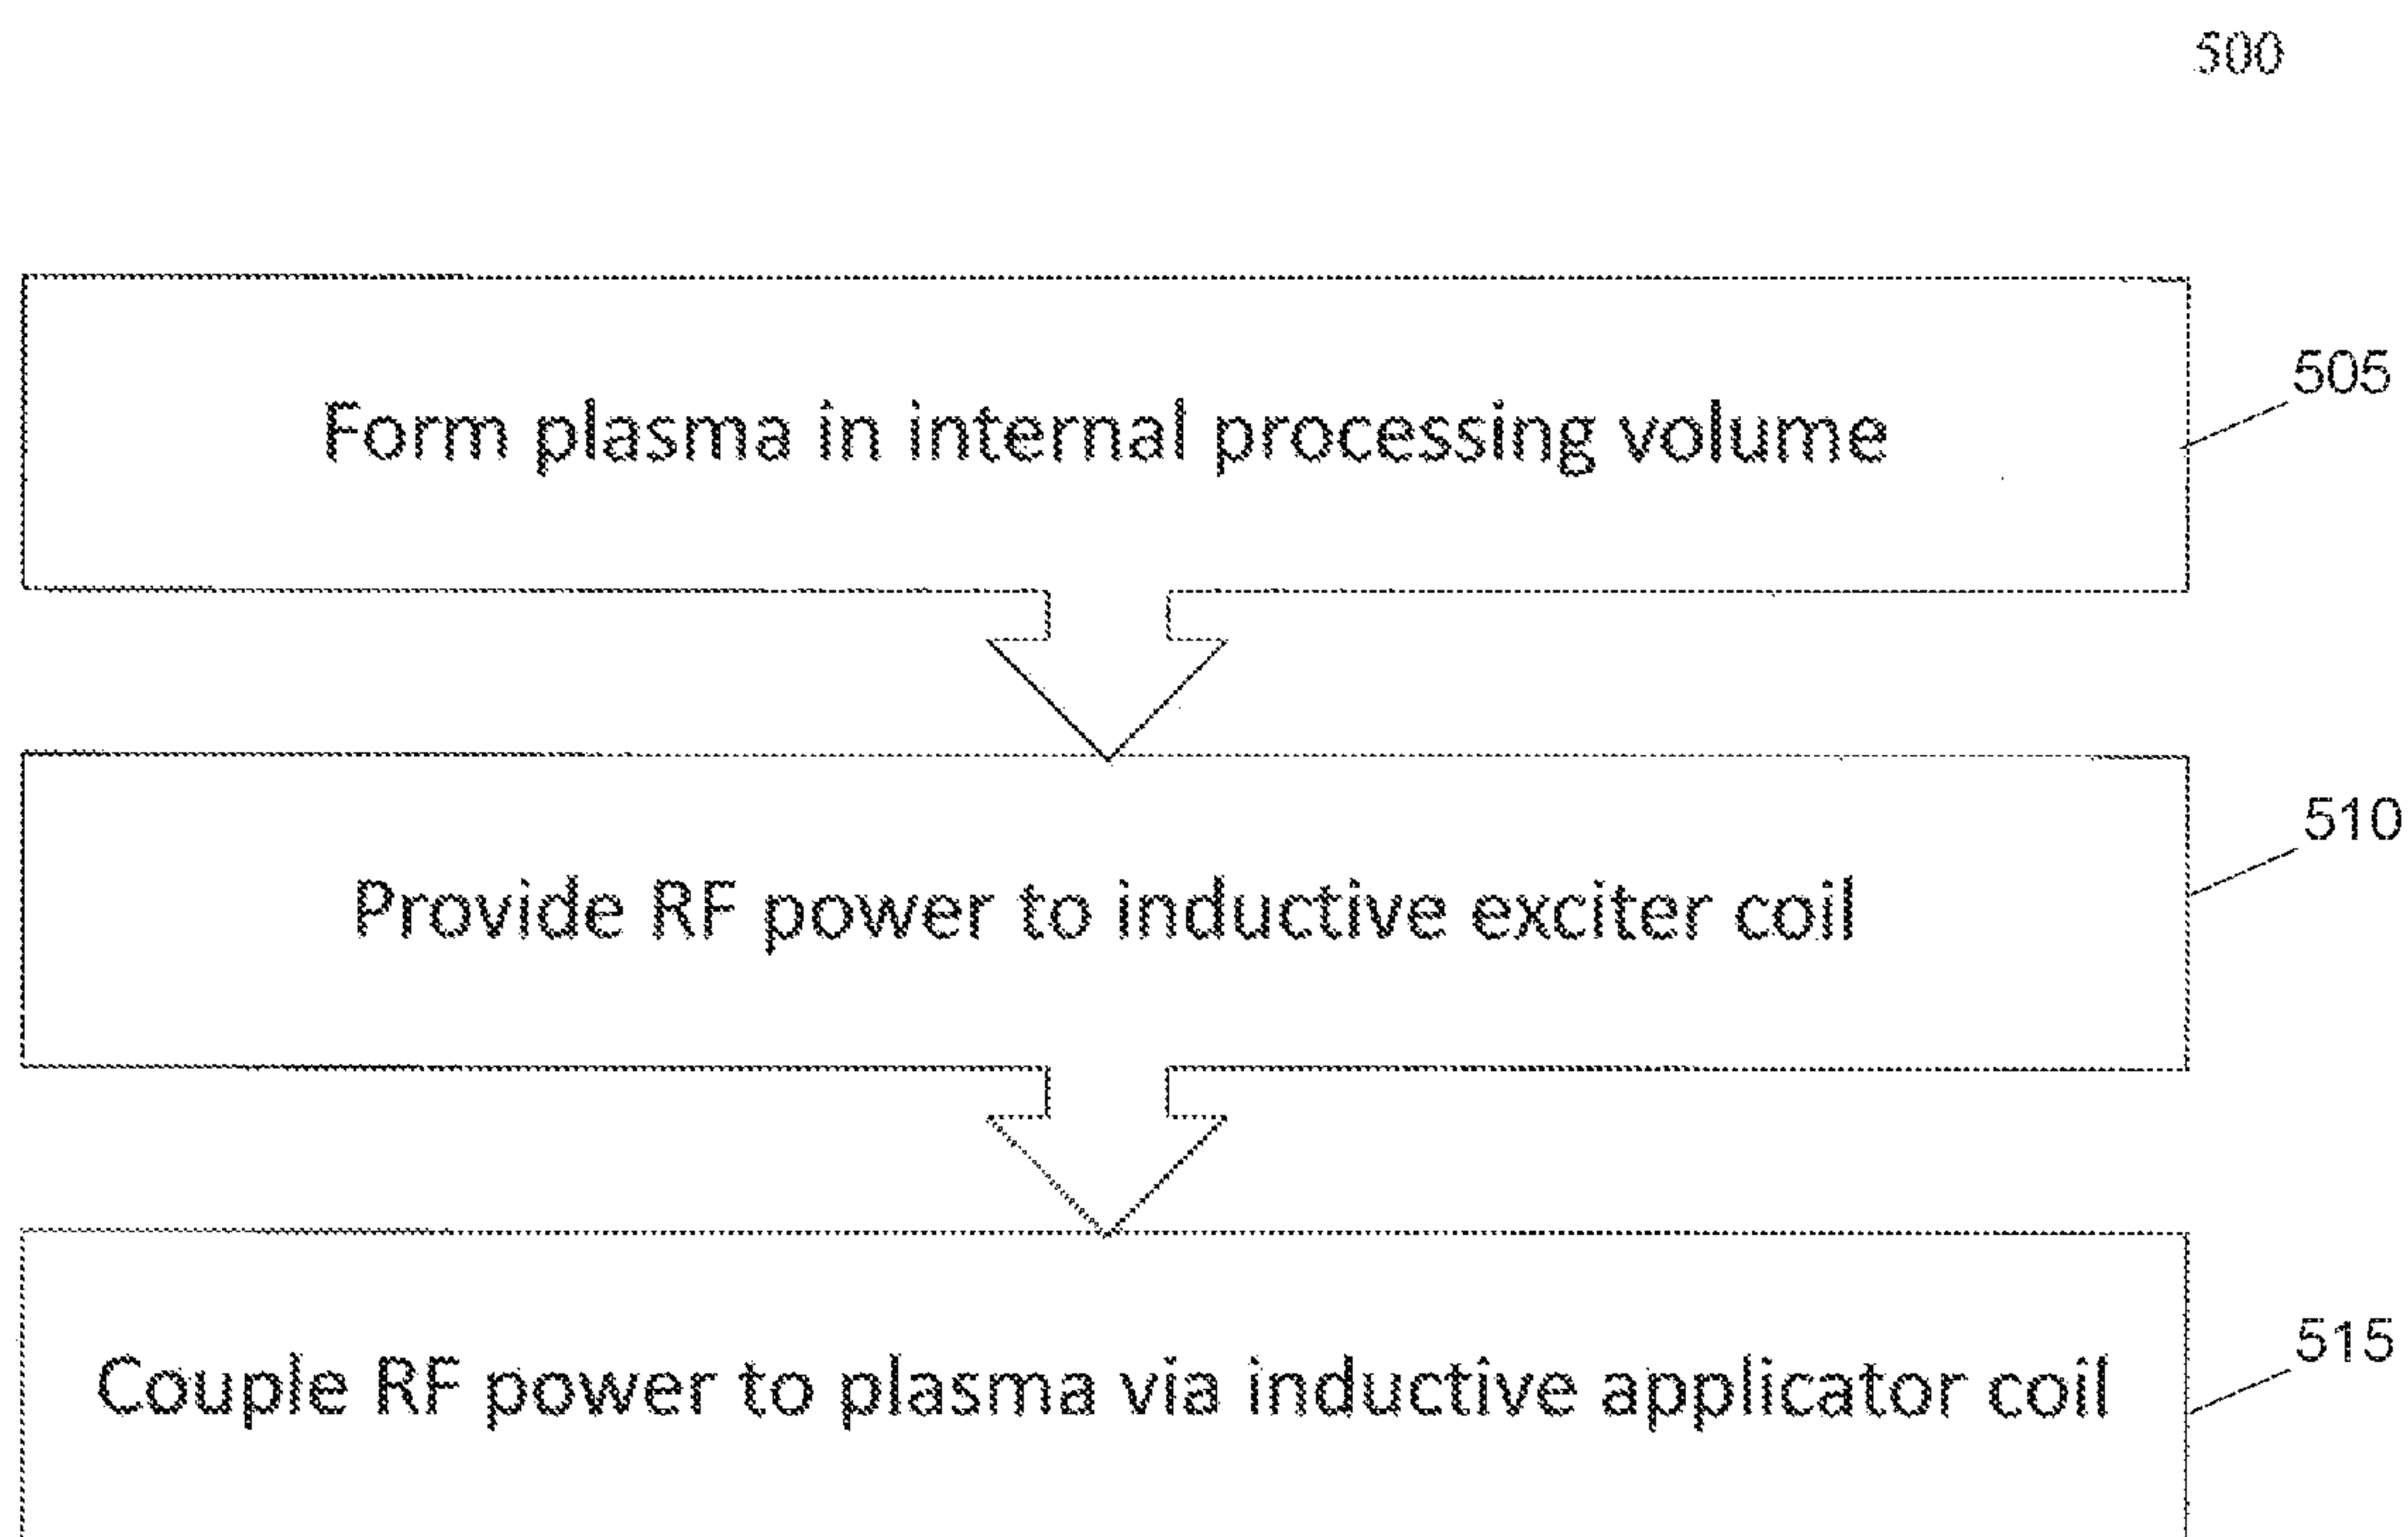 500
Form plasma in internal processing volume
505
Provide RF power to inductive exciter coil
510
Couple RF power to plasma via inductive applicator coil
515